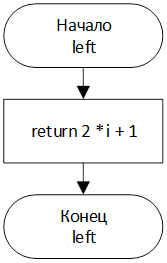 Начало
left
return 2 *i + 1
Конец
left